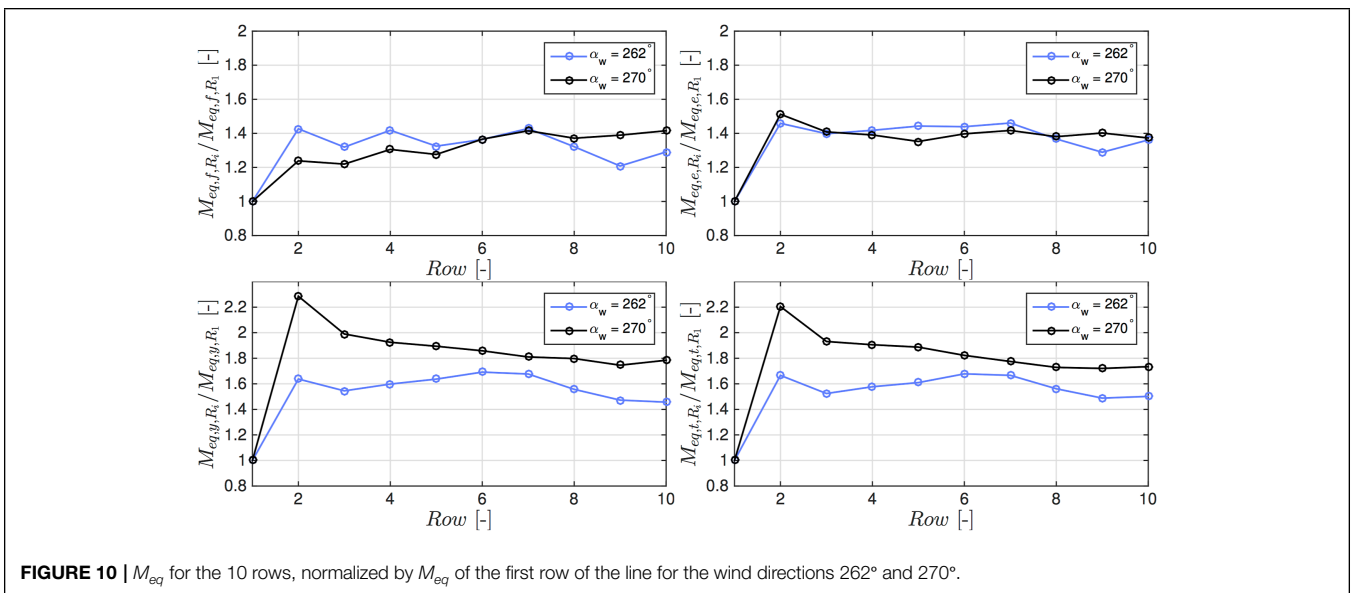 2
1.8
1.6
1.4
1.2
1
0.8
M_{eq,f,R_i}/M_{eq,f,R_1} [-]
α_w = 262°
α_w = 270°
2 4 6 8 10
Row [-]
2
1.8
1.6
1.4
1.2
1
0.8
M_{eq,e,R_i}/M_{eq,e,R_1} [-]
α_w = 262°
α_w = 270°
2 4 6 8 10
Row [-]
2.2
2
1.8
1.6
1.4
1.2
1
0.8
M_{eq,y,R_i}/M_{eq,y,R_1} [-]
α_w = 262°
α_w = 270°
2 4 6 8 10
Row [-]
2.2
2
1.8
1.6
1.4
1.2
1
0.8
M_{eq,t,R_i}/M_{eq,t,R_1} [-]
α_w = 262°
α_w = 270°
2 4 6 8 10
Row [-]
FIGURE 10 | M_{eq} for the 10 rows, normalized by M_{eq} of the first row of the line for the wind directions 262° and 270°.